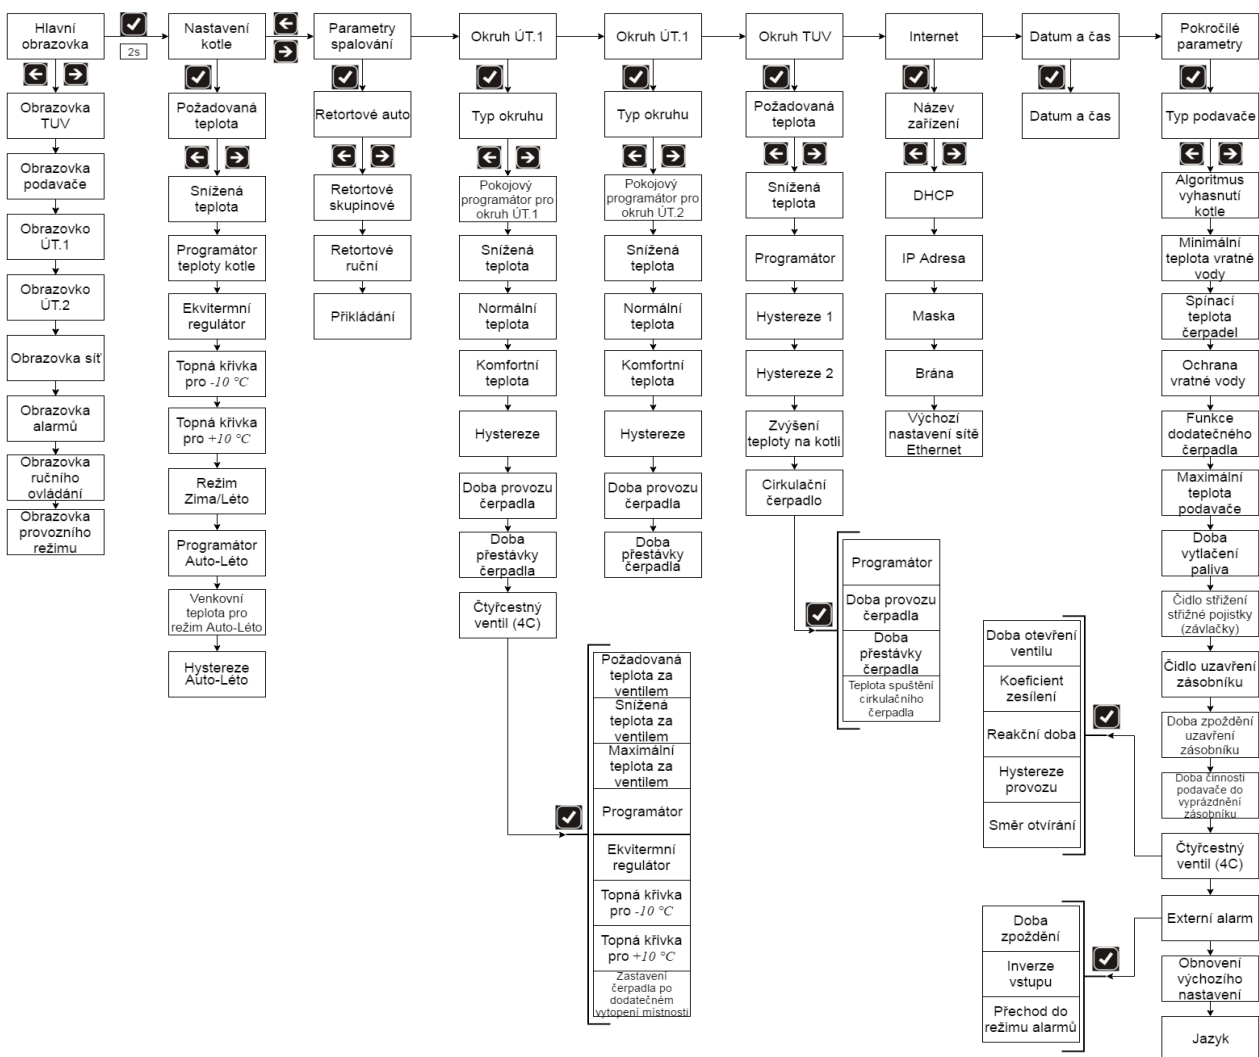 Hlavní
obrazovka
2s
Nastavení
kotle
Parametry
spalování
Okruh ÚT.1
Okruh ÚT.1
Okruh TUV
Internet
Datum a čas
Pokročilé
parametry
Obrazovka
TUV
Obrazovka
podavače
Obrazovko
ÚT.1
Obrazovko
ÚT.2
Obrazovka síť
Obrazovka
alarmů
Obrazovka
ručního
ovládání
Obrazovka
provozního
režimu
Požadovaná
teplota
Snížená
teplota
Programátor
teploty kotle
Ekvitermní
regulátor
Topná křivka
pro -10 °C
Topná křivka
pro +10 °C
Režim
Zima/Léto
Programátor
Auto-Léto
Venkovní
teplota pro
režim Auto-Léto
Hystereze
Auto-Léto
Retortové auto
Retortové
skupinové
Retortové
ruční
Přikládání
Typ okruhu
Pokojový
programátor pro
okruh ÚT.1
Snížená
teplota
Normální
teplota
Komfortní
teplota
Hystereze
Doba provozu
čerpadla
Doba
přestávky
čerpadla
Čtyřcestný
ventil (4C)
Požadovaná
teplota za
ventilem
Snížená
teplota za
ventilem
Maximální
teplota za
ventilem
Programátor
Ekvitermní
regulátor
Topná křivka
pro -10 °C
Topná křivka
pro +10 °C
Zastavení
čerpadla po
dodatečném
vytopení místnosti
Typ okruhu
Pokojový
programátor pro
okruh ÚT.2
Snížená
teplota
Normální
teplota
Komfortní
teplota
Hystereze
Doba provozu
čerpadla
Doba
přestávky
čerpadla
Požadovaná
teplota
Snížená
teplota
Programátor
Hystereze 1
Hystereze 2
Zvýšení
teploty na kotli
Cirkulační
čerpadlo
Programátor
Doba provozu
čerpadla
Doba
přestávky
čerpadla
Teplota spuštění
cirkulačního
čerpadla
Název
zařízení
DHCP
IP Adresa
Maska
Brána
Výchozí
nastavení sítě
Ethernet
Datum a čas
Typ podavače
Algoritmus
vyhasnutí
kotle
Minimální
teplota vratné
vody
Spínací
teplota
čerpadel
Ochrana
vratné vody
Funkce
dodatečného
čerpadla
Maximální
teplota
podavače
Doba
vytlačení
paliva
Čidlo střižení
střižné pojistky
(závlačky)
Čidlo uzavření
zásobníku
Doba zpoždění
uzavření
zásobníku
Doba činnosti
podavače do
vyprázdnění
zásobníku
Čtyřcestný
ventil (4C)
Externí alarm
Obnovení
výchozího
nastavení
Jazyk
Doba otevření
ventilu
Koeficient
zesílení
Reakční doba
Hystereze
provozu
Směr otvírání
Doba
zpoždění
Inverze
vstupu
Přechod do
režimu alarmů